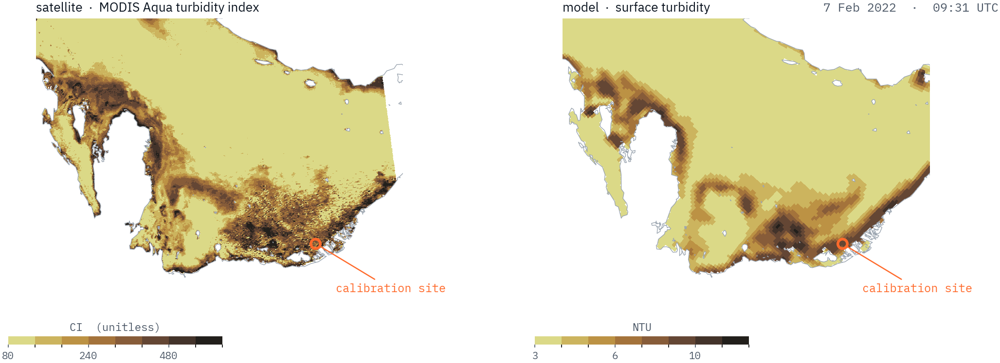 satellite · MODIS Aqua turbidity index
model · surface turbidity
7 Feb 2022 · 09:31 UTC
calibration site
calibration site
CI (unitless)
80 240 480
NTU
3 6 10